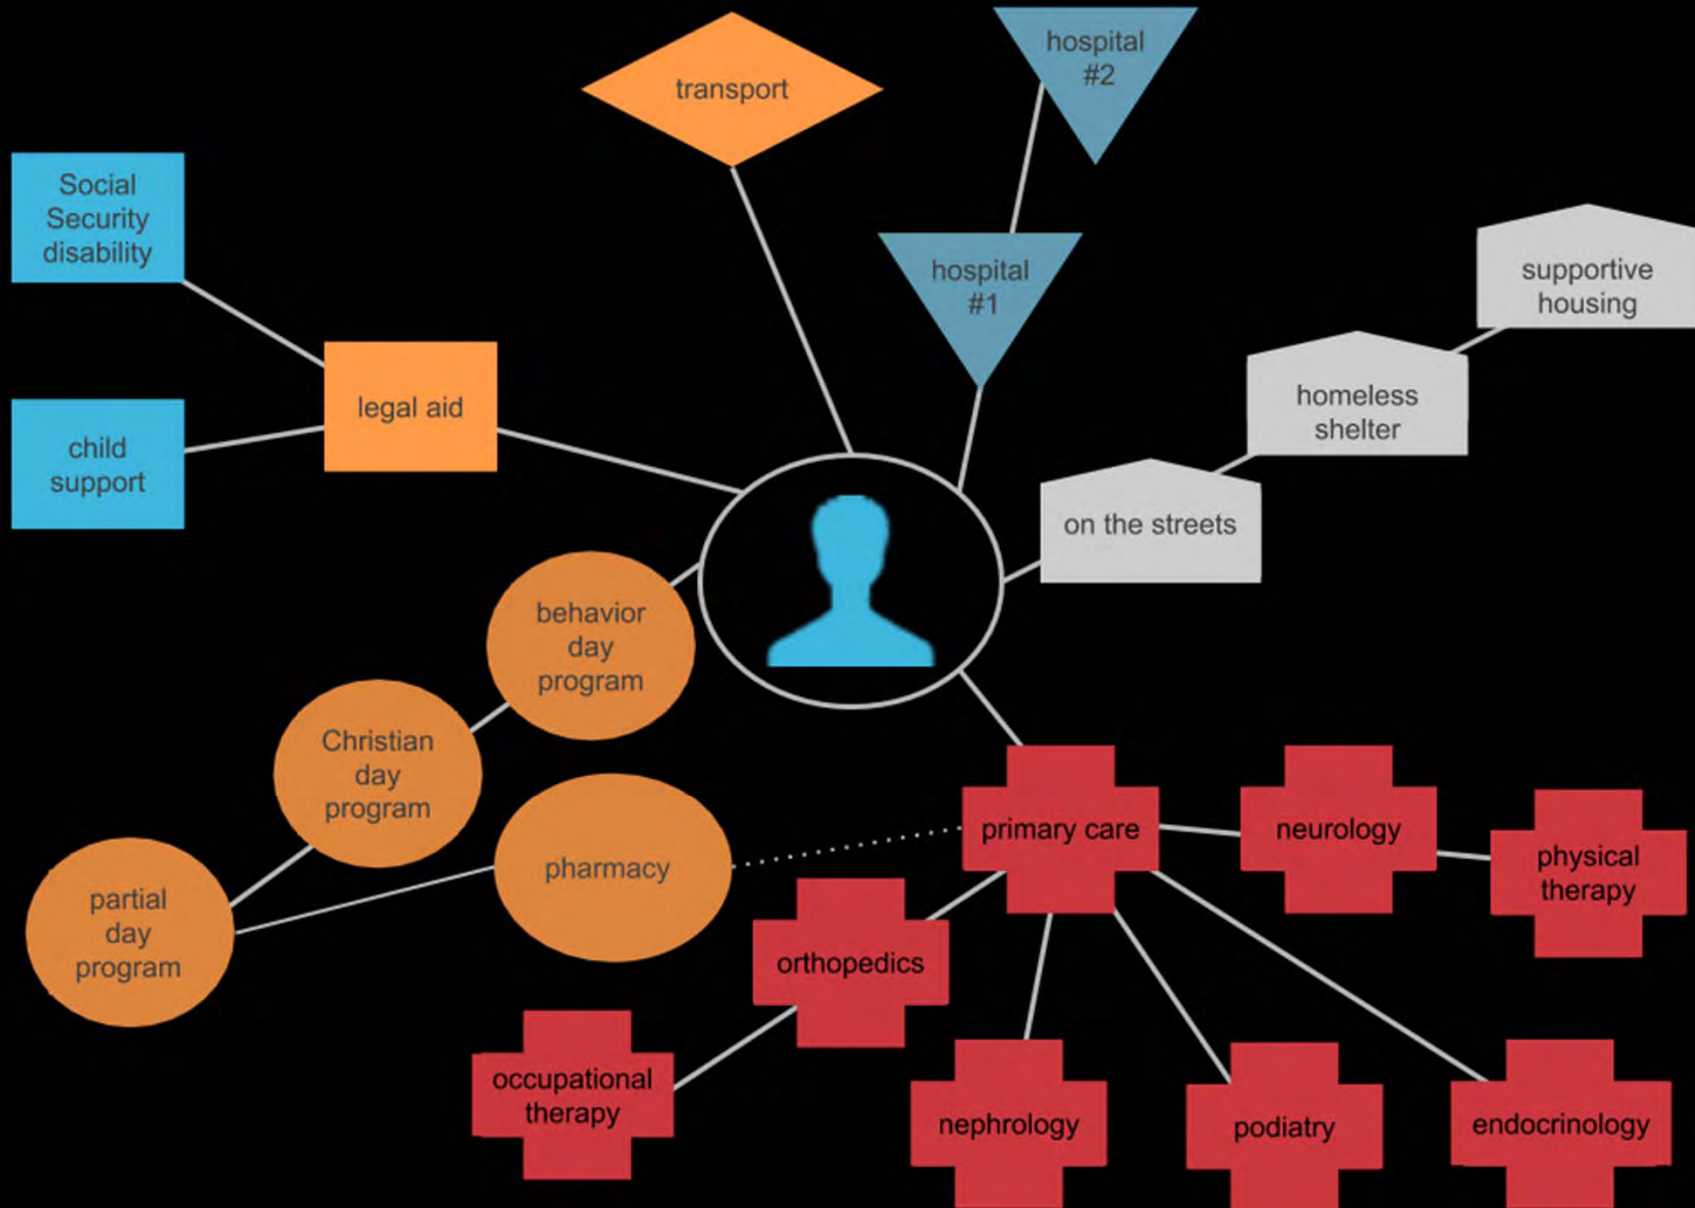 transport
hospital
#2
Social
Security
disability
hospital
#1
supportive
housing
legal aid
homeless
shelter
child
support
on the streets
behavior
day
program
Christian
day
program
primary care
neurology
physical
therapy
pharmacy
partial
day
program
orthopedics
occupational
therapy
nephrology
podiatry
endocrinology